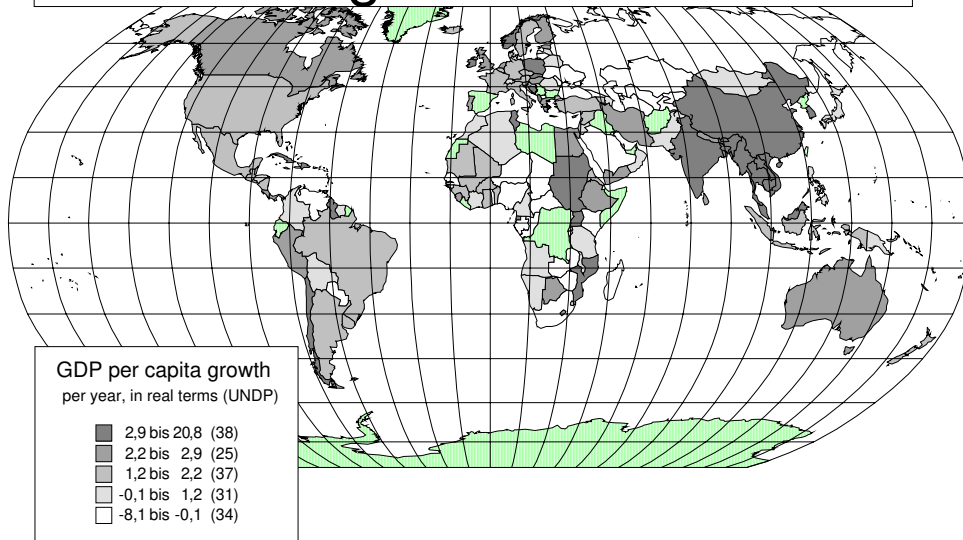 GDP per capita growth
per year, in real terms (UNDP)
2,9 bis 20,8 (38)
2,2 bis 2,9 (25)
1,2 bis 2,2 (37)
-0,1 bis 1,2 (31)
-8,1 bis -0,1 (34)